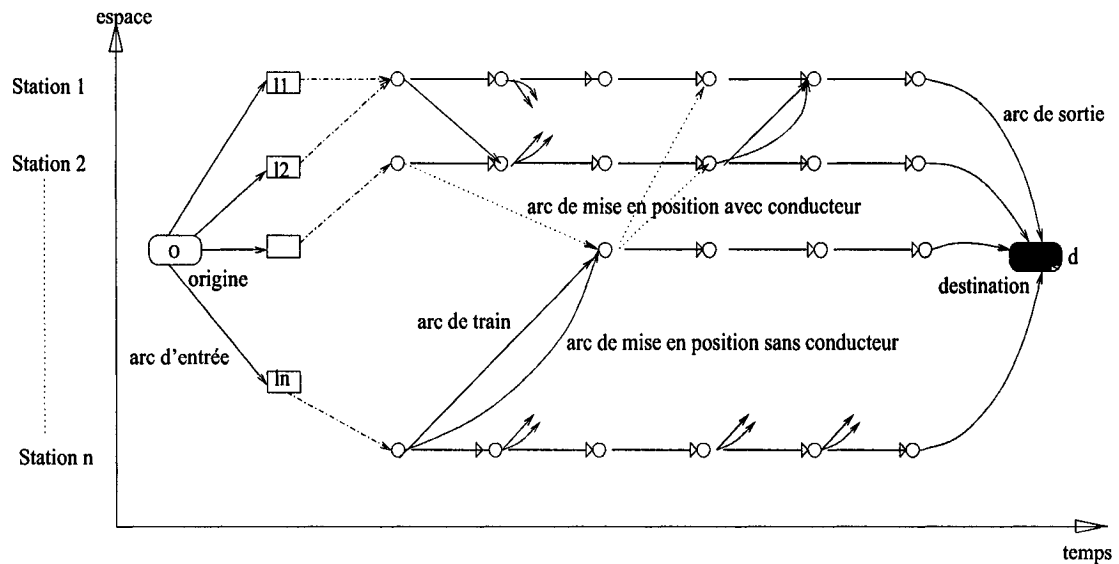 espace
Station 1
l1
arc de sortie
Station 2
l2
arc de mise en position avec conducteur
o
d
origine
destination
arc de train
arc de mise en position sans conducteur
arc d'entrée
ln
Station n
temps